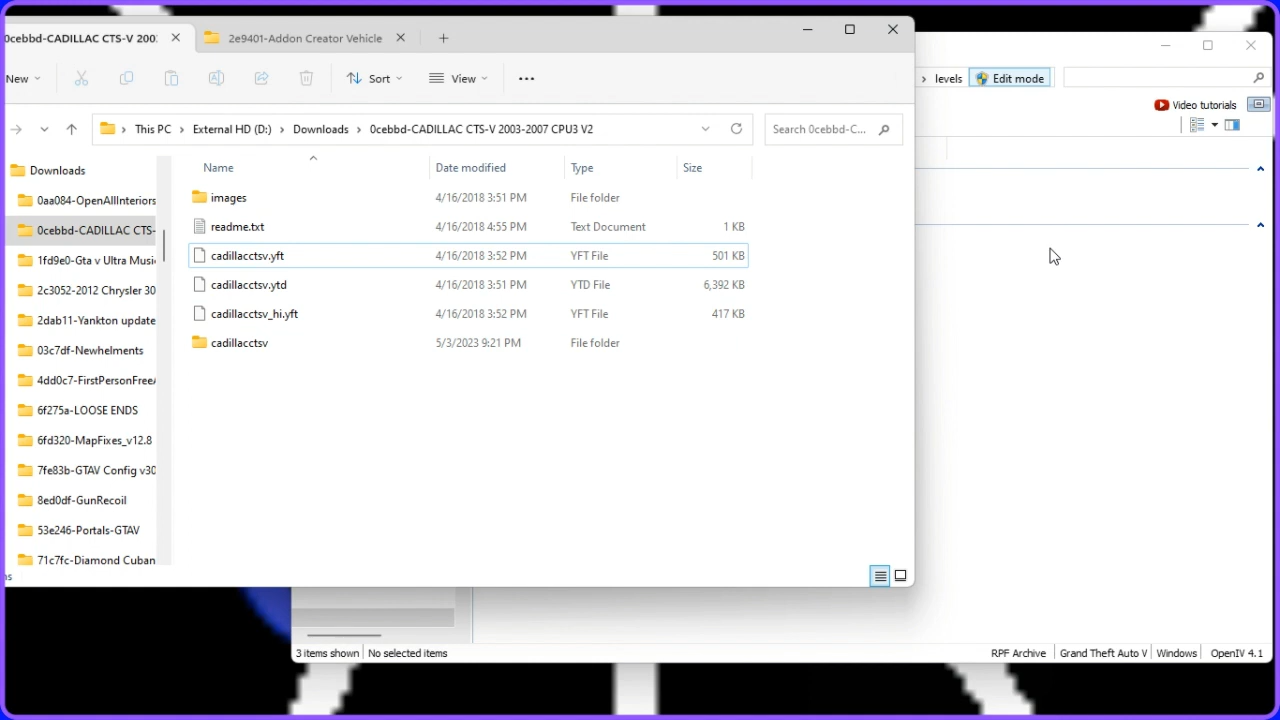 0cebbd-CADILLAC CTS-V 200
2e9401-Addon Creator Vehicle
New
Sort
View
This PC > External HD (D:) > Downloads > 0cebbd-CADILLAC CTS-V 2003-2007 CPU3 V2
Search 0cebbd-C...
levels
Edit mode
Video tutorials
Downloads
0aa084-OpenAllInteriors
0cebbd-CADILLAC CTS-
1fd9e0-Gta v Ultra Musi
2c3052-2012 Chrysler 30
2dab11-Yankton update
03c7df-Newhelments
4dd0c7-FirstPersonFreeA
6f275a-LOOSE ENDS
6fd320-MapFixes_v12.8
7fe83b-GTAV Config v30
8ed0df-GunRecoil
53e246-Portals-GTAV
71c7fc-Diamond Cuban
Name Date modified Type Size
images 4/16/2018 3:51 PM File folder
readme.txt 4/16/2018 4:55 PM Text Document 1 KB
cadillacctsv.yft 4/16/2018 3:52 PM YFT File 501 KB
cadillacctsv.ytd 4/16/2018 3:51 PM YTD File 6,392 KB
cadillacctsv_hi.yft 4/16/2018 3:52 PM YFT File 417 KB
cadillacctsv 5/3/2023 9:21 PM File folder
3 items shown No selected items
RPF Archive Grand Theft Auto V Windows OpenIV 4.1